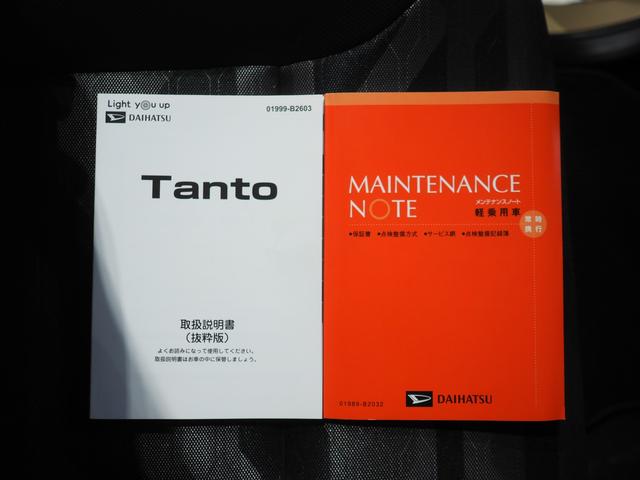 Light you up
DAIHATSU
01999-B2603
Tanto
取扱説明書
（抜粋版）
よくお読みになって使用してください。
取扱説明書はお車の中に保管しましょう。
MAINTENANCE
NOTE
メンテナンスノート
軽乗用車
常時
携行
●保証書 ●点検整備方式 ●サービス網 ●点検整備記録簿
01989-B2032
DAIHATSU